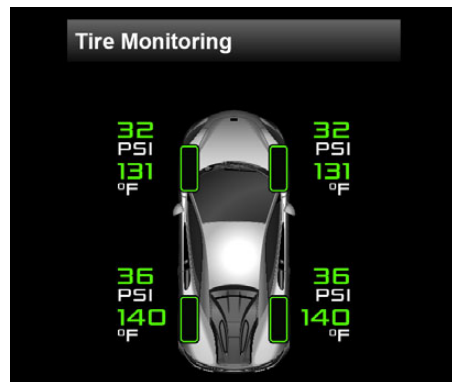 Tire Monitoring
32 32
PSI PSI
131 131
°F °F
36 36
PSI PSI
140 140
°F °F